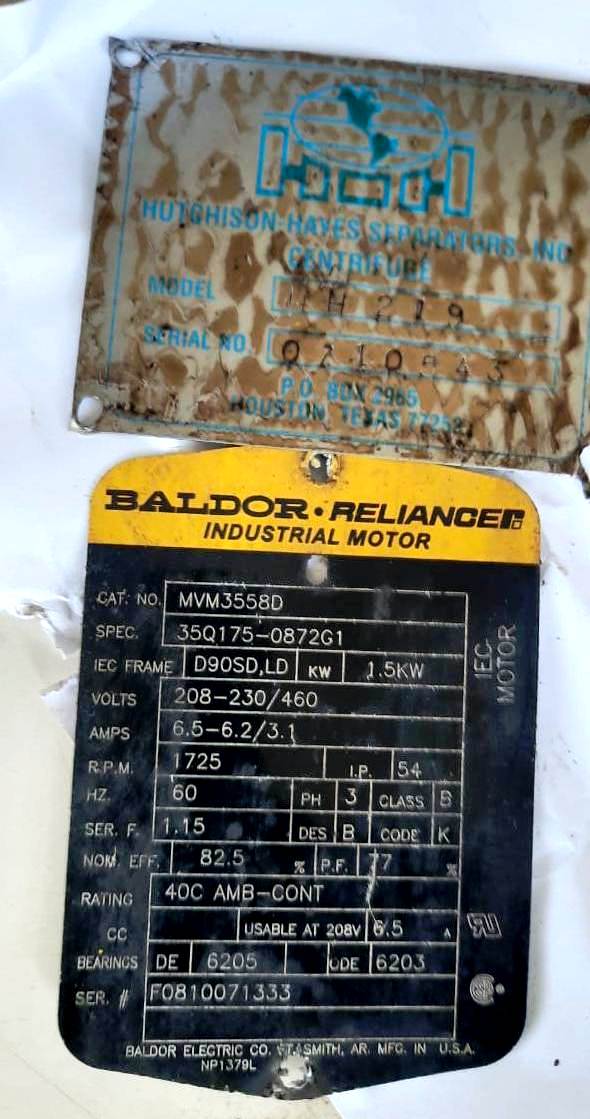 HUTCHISON-HAYES SEPARATORS, INC
CENTRIFUGE
MODEL HH 219
SERIAL NO.
P.O. BOX 2965
HOUSTON, TEXAS 77252
BALDOR · RELIANCER
INDUSTRIAL MOTOR
CAT. NO. MVM3558D
SPEC. 35Q175-0872G1
IEC FRAME D90SD,LD KW 1.5KW
IEC MOTOR
VOLTS 208-230/460
AMPS 6.5-6.2/3.1
R.P.M. 1725 I.P. 54
HZ. 60 PH 3 CLASS B
SER. F. 1.15 DES B CODE K
NOM. EFF. 82.5 % P.F. 77 %
RATING 40C AMB-CONT
CC USABLE AT 208V 6.5 A
BEARINGS DE 6205 ODE 6203
SER. # F0810071333
BALDOR ELECTRIC CO. FT. SMITH, AR. MFG. IN U.S.A.
NP1379L